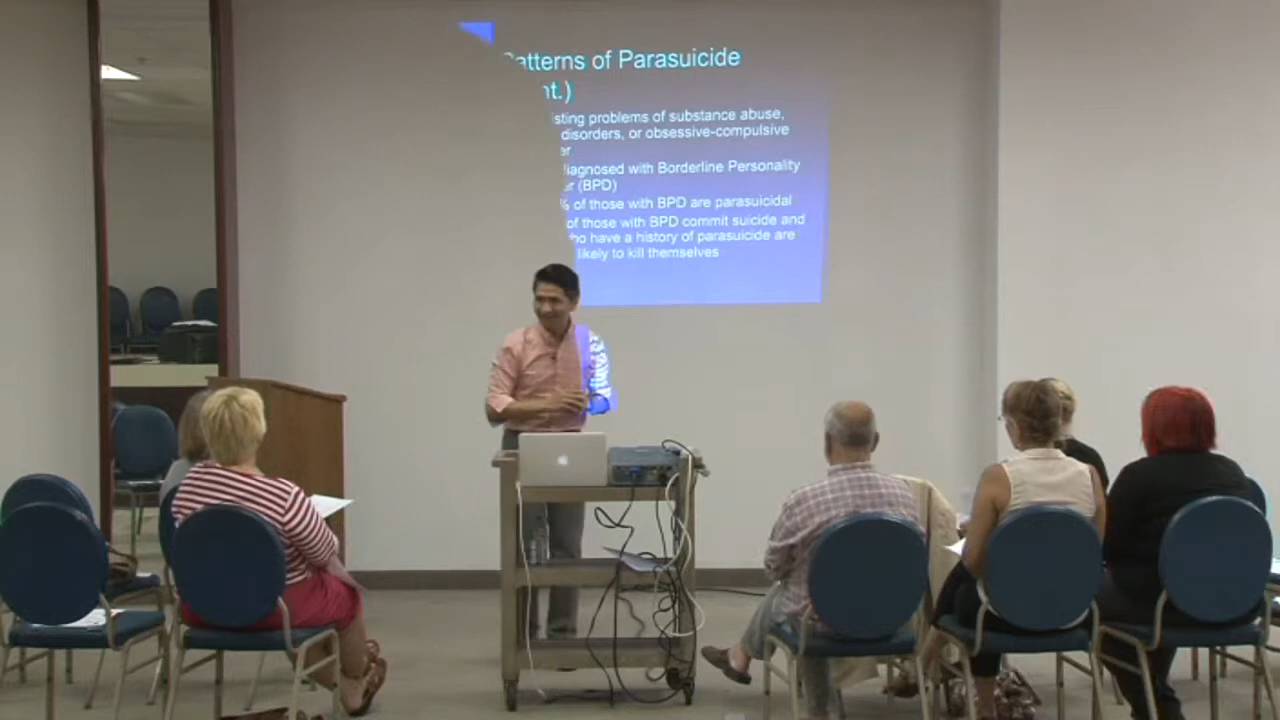 Patterns of Parasuicide
nt.)
isting problems of substance abuse,
disorders, or obsessive-compulsive
er
diagnosed with Borderline Personality
er (BPD)
% of those with BPD are parasuicidal
of those with BPD commit suicide and
ho have a history of parasuicide are
likely to kill themselves